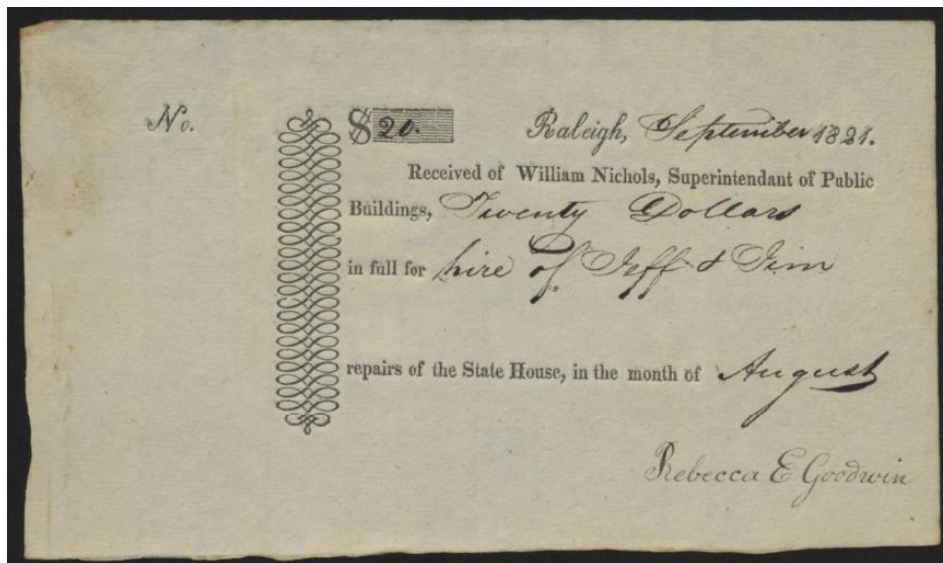 No.
$20. Raleigh, September 1821.
Received of William Nichols, Superintendant of Public
Buildings, Twenty Dollars
in full for hire of Jeff & Jim
repairs of the State House, in the month of August
Rebecca E Goodwin